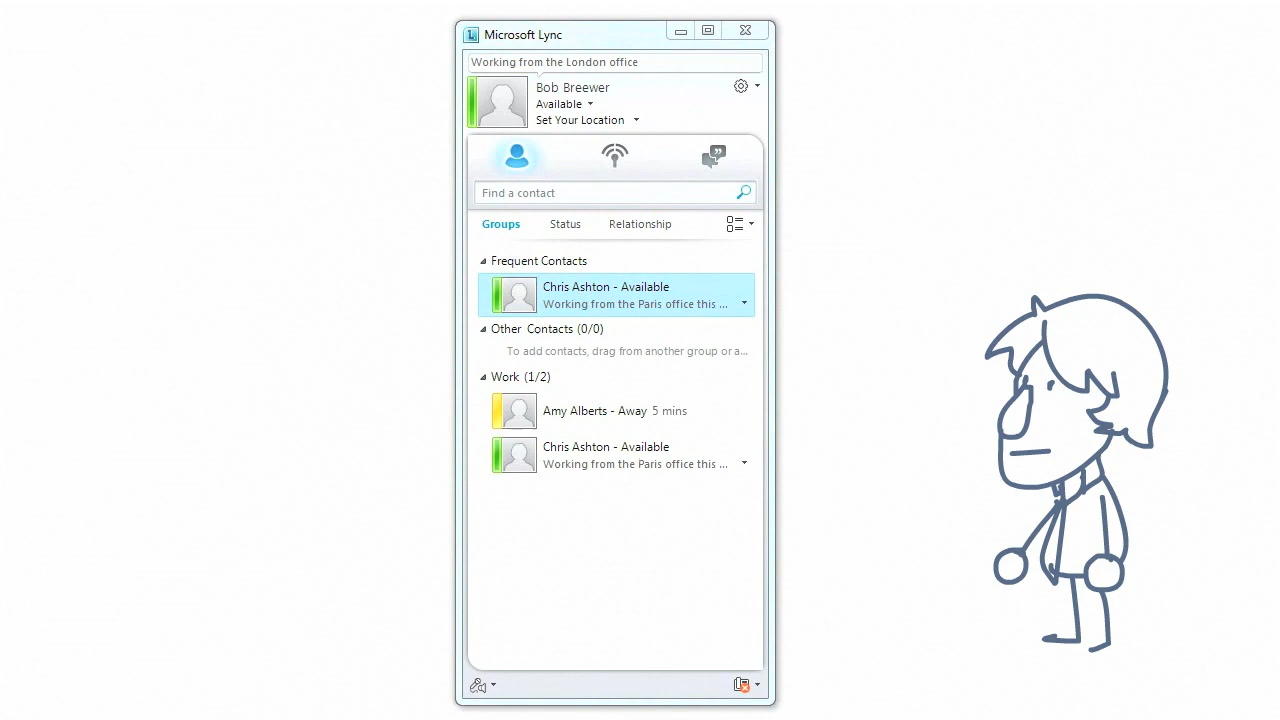 Microsoft Lync
Working from the London office
Bob Breewer
Available
Set Your Location
Find a contact
Groups Status Relationship
Frequent Contacts
Chris Ashton - Available
Working from the Paris office this ...
Other Contacts (0/0)
To add contacts, drag from another group or a...
Work (1/2)
Amy Alberts - Away 5 mins
Chris Ashton - Available
Working from the Paris office this ...